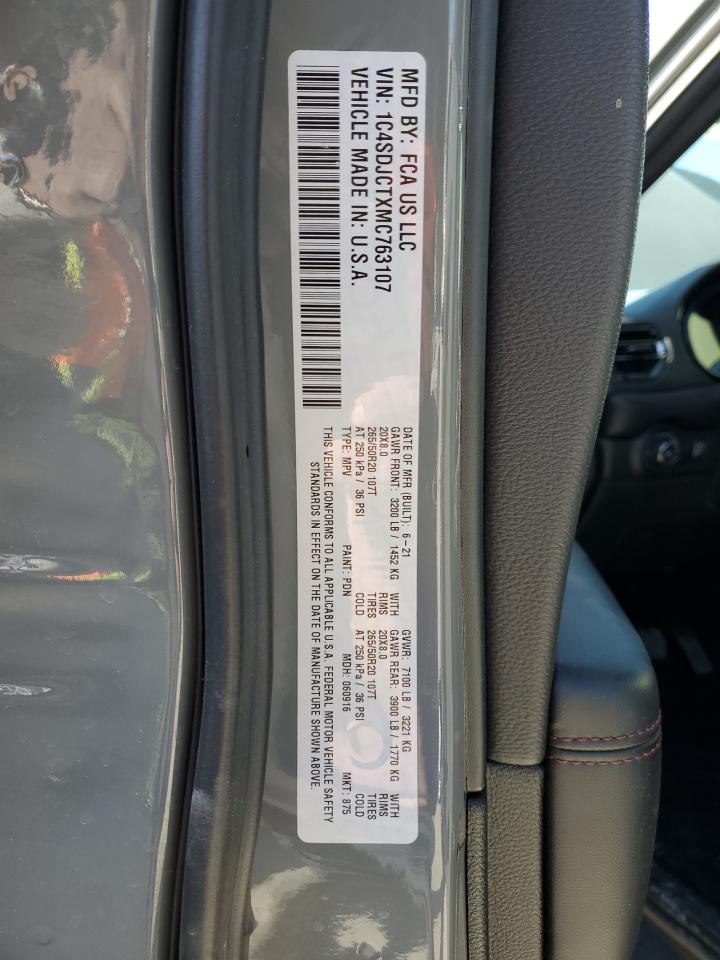 MFD BY: FCA US LLC
VIN: 1C4SDJCTXMC763107
VEHICLE MADE IN: U.S.A.
DATE OF MFR (BUILT): 6-21 GVWR: 7100 LB / 3221 KG
GAWR FRONT: 3200 LB / 1452 KG WITH GAWR REAR: 3900 LB / 1770 KG WITH
20X8.0 RIMS 20X8.0 RIMS
265/50R20 107T TIRES 265/50R20 107T TIRES
AT 250 kPa / 36 PSI COLD AT 250 kPa / 36 PSI COLD
TYPE: MPV PAINT: PDN MDH: 060916 MKT: 875
THIS VEHICLE CONFORMS TO ALL APPLICABLE U.S.A. FEDERAL MOTOR VEHICLE SAFETY
STANDARDS IN EFFECT ON THE DATE OF MANUFACTURE SHOWN ABOVE.